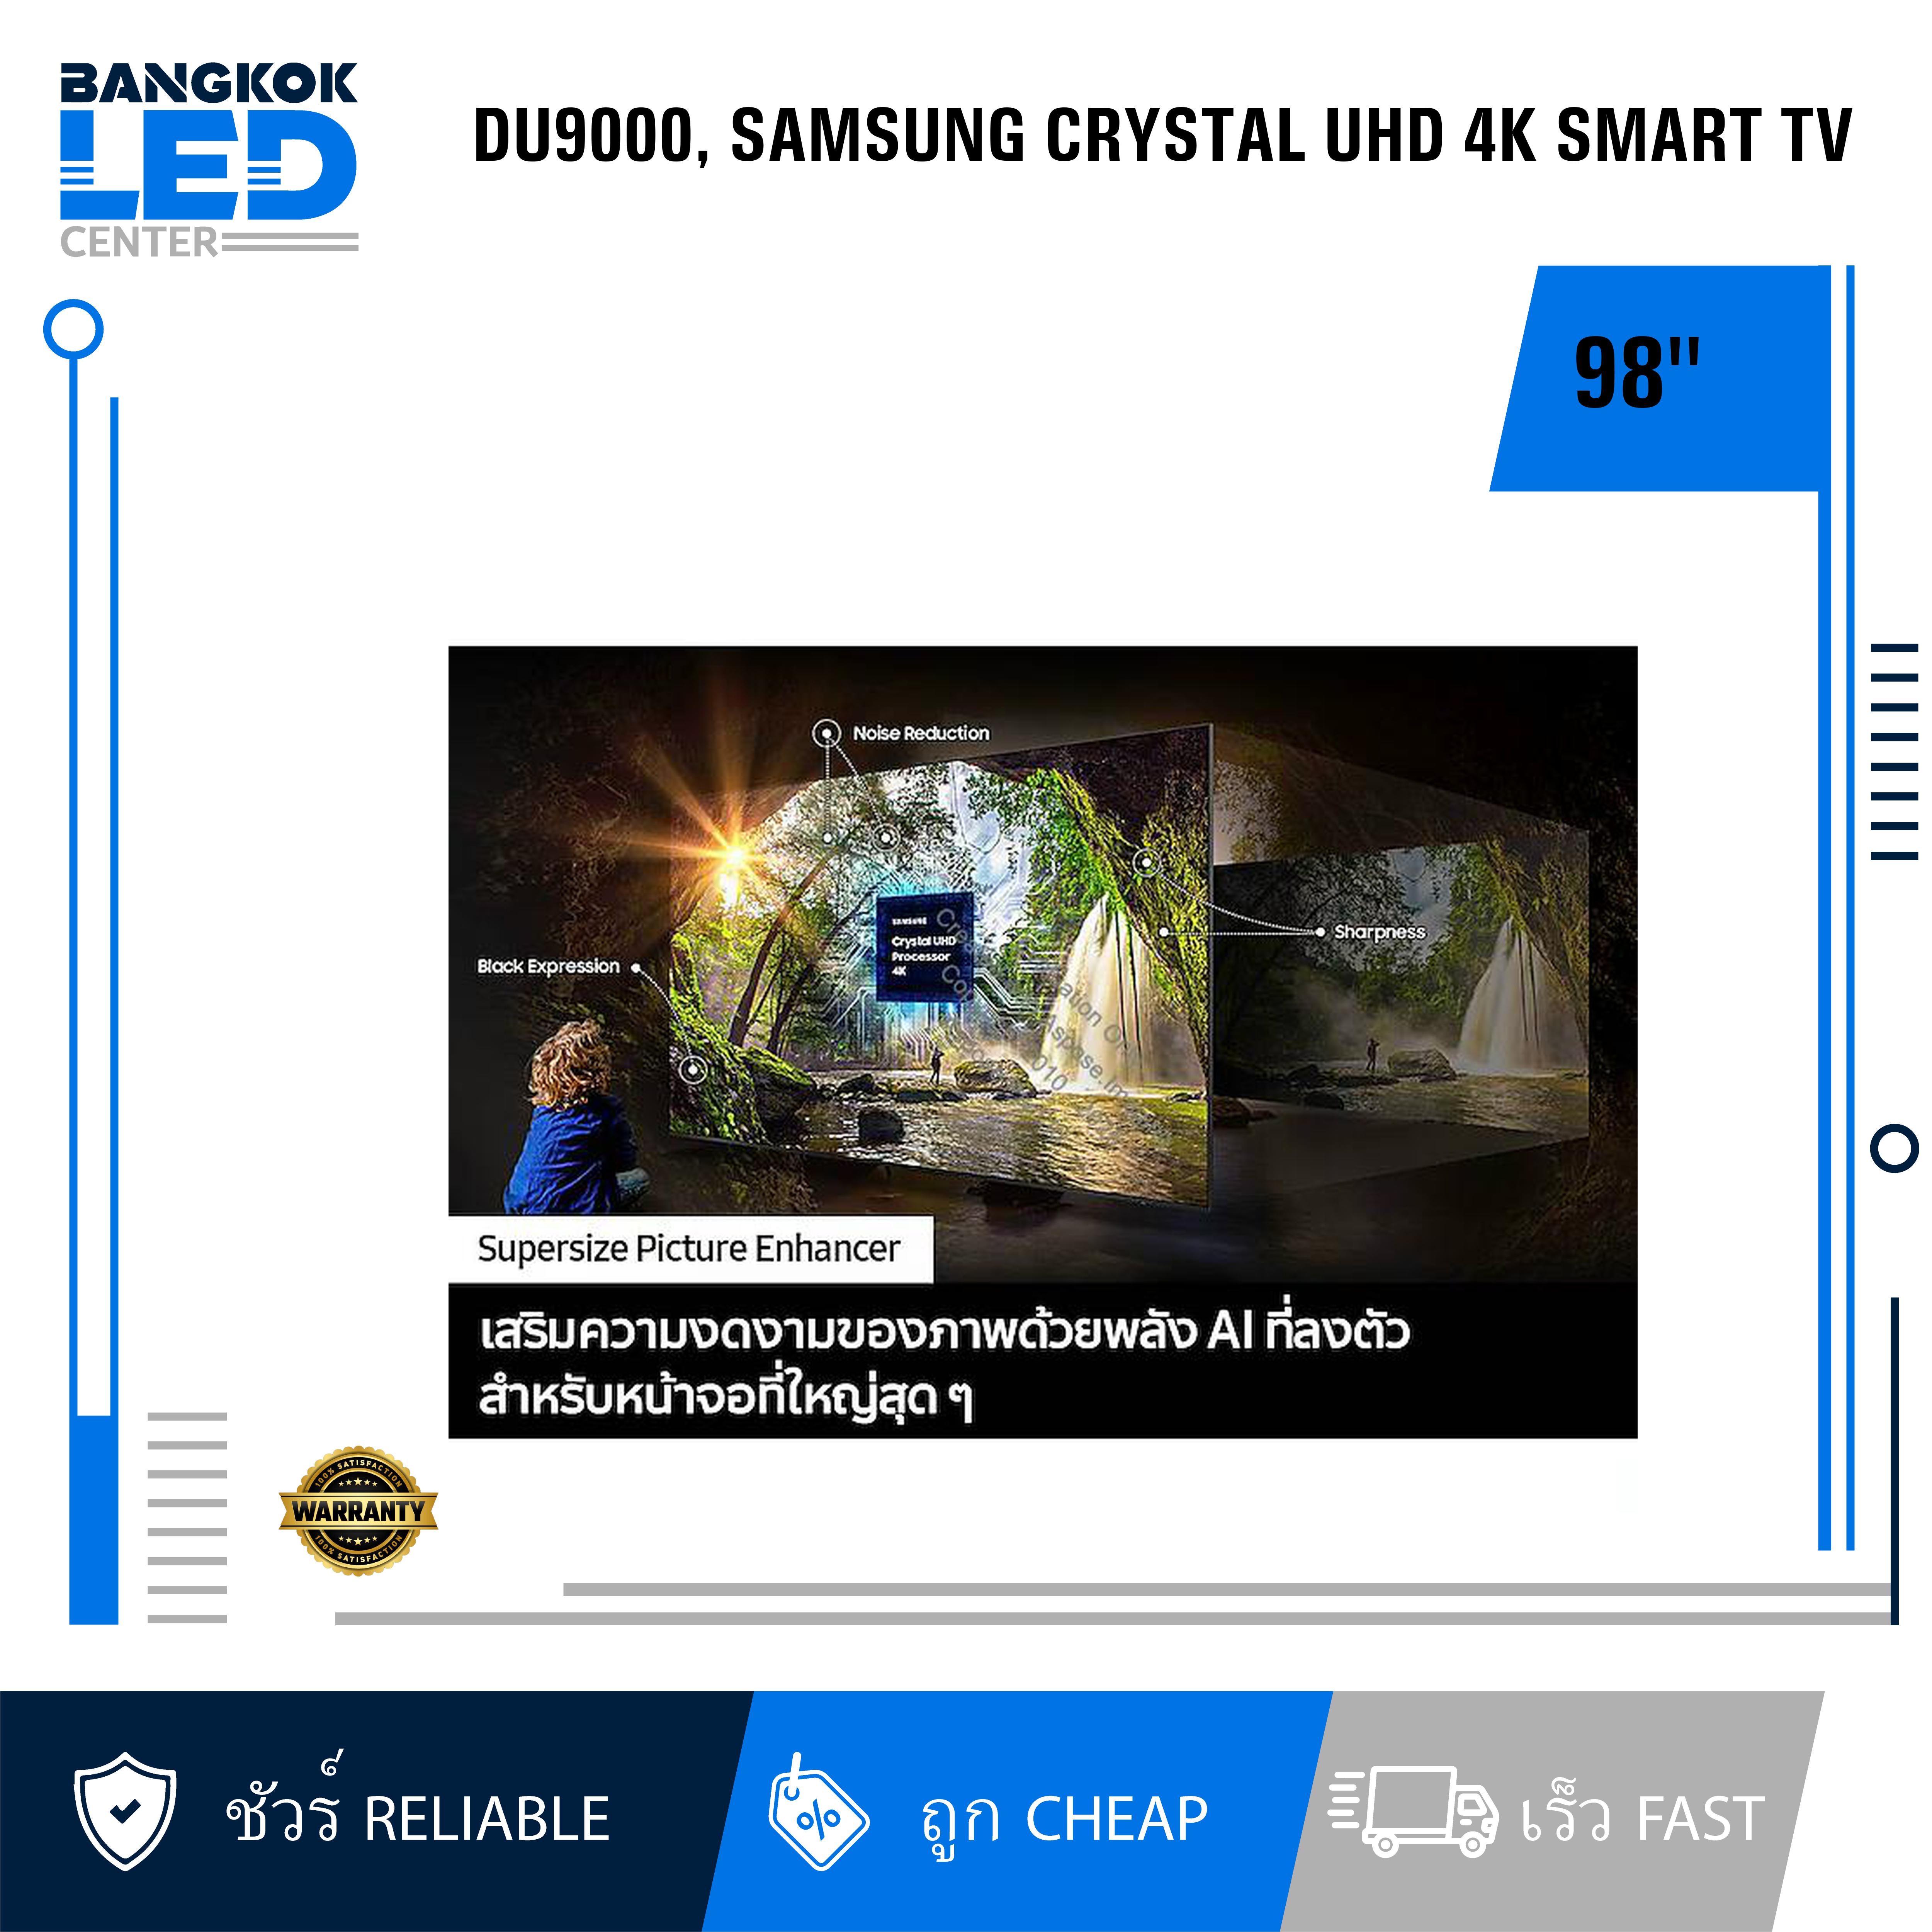 BANGKOK
LED
CENTER
DU9000, SAMSUNG CRYSTAL UHD 4K SMART TV
98"
Noise Reduction
SAMSUNG
Crystal UHD
Processor
4K
Sharpness
Black Expression
Supersize Picture Enhancer
เสริมความงดงามของภาพด้วยพลัง AI ที่ลงตัว
สำหรับหน้าจอที่ใหญ่สุด ๆ
100% SATISFACTION
WARRANTY
100% SATISFACTION
ชัวร์ RELIABLE
% ถูก CHEAP
เร็ว FAST